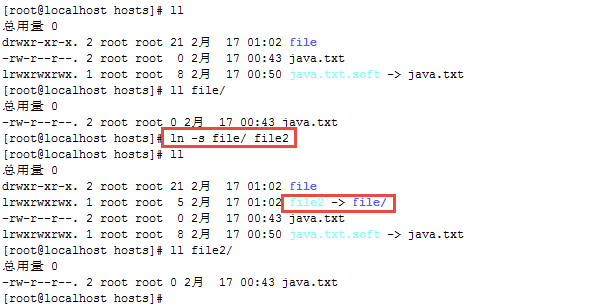 [root@localhost hosts]# ll
总用量 0
drwxr-xr-x. 2 root root 21 2月  17 01:02 file
-rw-r--r--. 2 root root  0 2月  17 00:43 java.txt
lrwxrwxrwx. 1 root root  8 2月  17 00:50 java.txt.soft -> java.txt
[root@localhost hosts]# ll file/
总用量 0
-rw-r--r--. 2 root root 0 2月  17 00:43 java.txt
[root@localhost hosts]# ln -s file/ file2
[root@localhost hosts]# ll
总用量 0
drwxr-xr-x. 2 root root 21 2月  17 01:02 file
lrwxrwxrwx. 1 root root  5 2月  17 01:02 file2 -> file/
-rw-r--r--. 2 root root  0 2月  17 00:43 java.txt
lrwxrwxrwx. 1 root root  8 2月  17 00:50 java.txt.soft -> java.txt
[root@localhost hosts]# ll file2/
总用量 0
-rw-r--r--. 2 root root 0 2月  17 00:43 java.txt
[root@localhost hosts]#